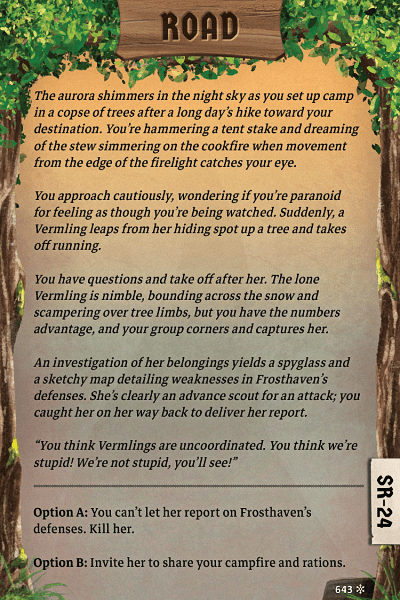 ROAD
The aurora shimmers in the night sky as you set up camp
in a copse of trees after a long day’s hike toward your
destination. You’re hammering a tent stake and dreaming
of the stew simmering on the cookfire when movement
from the edge of the firelight catches your eye.
You approach cautiously, wondering if you’re paranoid
for feeling as though you’re being watched. Suddenly, a
Vermling leaps from her hiding spot up a tree and takes
off running.
You have questions and take off after her. The lone
Vermling is nimble, bounding across the snow and
scampering over tree limbs, but you have the numbers
advantage, and your group corners and captures her.
An investigation of her belongings yields a spyglass and
a sketchy map detailing weaknesses in Frosthaven’s
defenses. She’s clearly an advance scout for an attack; you
caught her on her way back to deliver her report.
“You think Vermlings are uncoordinated. You think we’re
stupid! We’re not stupid, you’ll see!”
Option A: You can’t let her report on Frosthaven’s
defenses. Kill her.
Option B: Invite her to share your campfire and rations.
SR-24
643